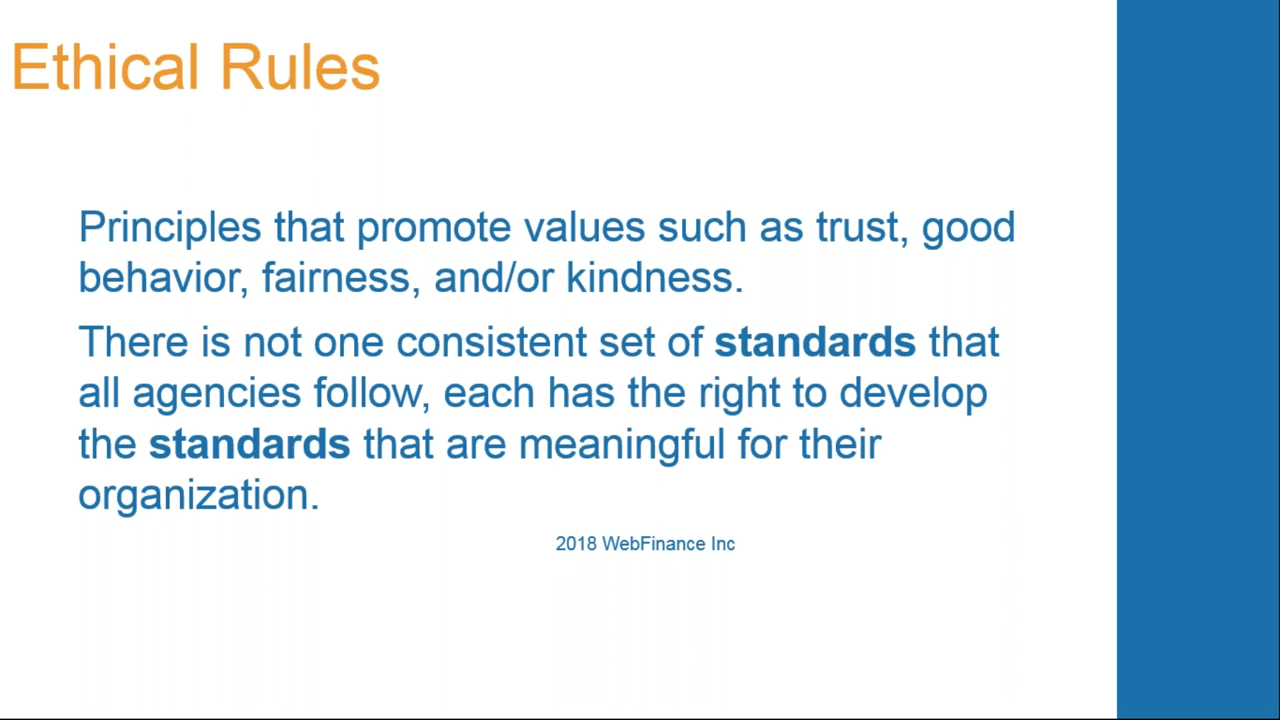 Ethical Rules
Principles that promote values such as trust, good
behavior, fairness, and/or kindness.
There is not one consistent set of standards that
all agencies follow, each has the right to develop
the standards that are meaningful for their
organization.
2018 WebFinance Inc